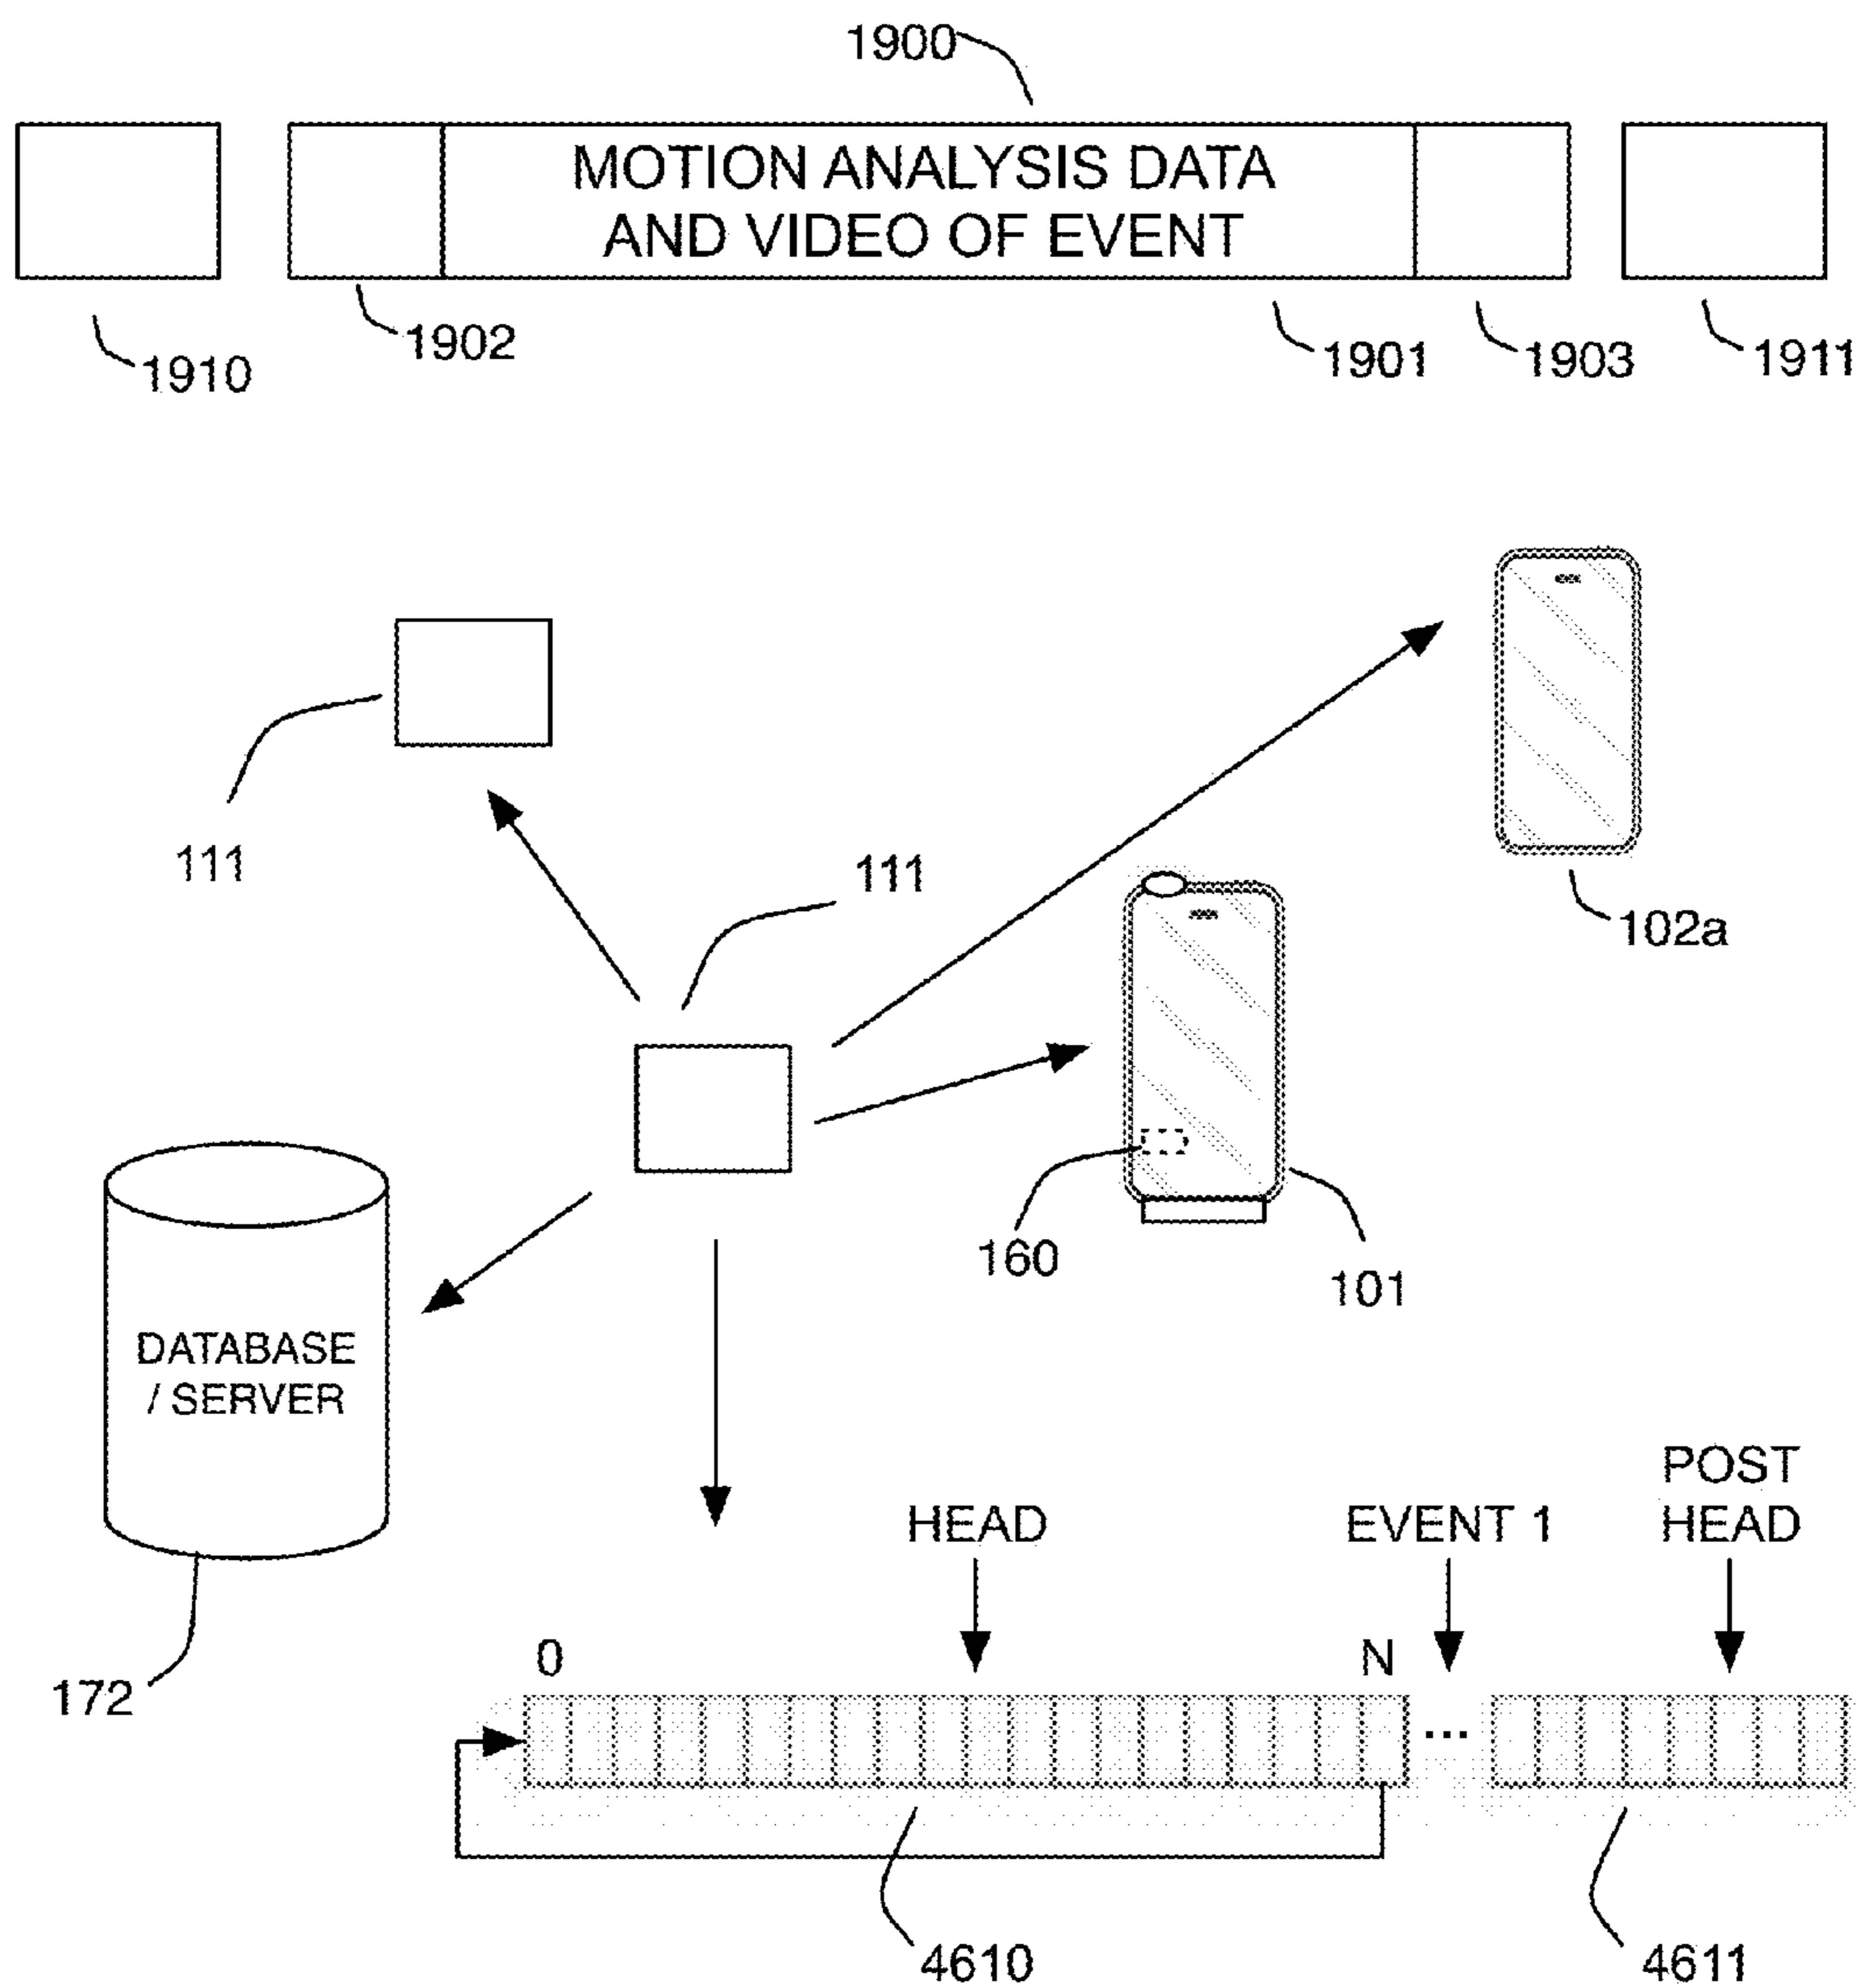 1900
MOTION ANALYSIS DATA
AND VIDEO OF EVENT
1910
1902
1901
1903
1911
111
111
102a
160
101
DATABASE
/ SERVER
172
HEAD
EVENT 1
POST
HEAD
0
N
...
4610
4611